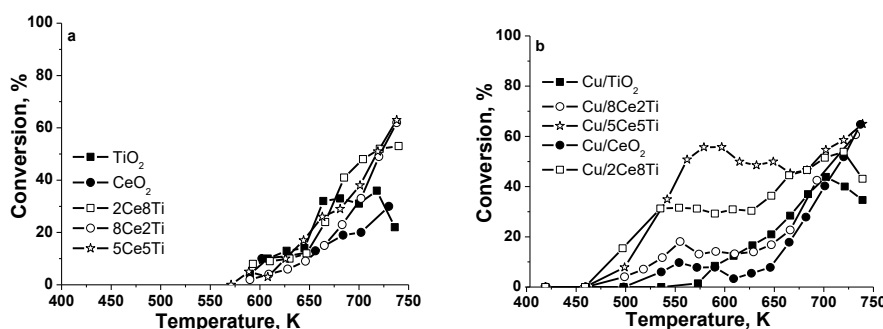 a
Conversion, %
100
80
60
40
20
0
TiO₂
CeO₂
2Ce8Ti
8Ce2Ti
5Ce5Ti
400 450 500 550 600 650 700 750
Temperature, K
b
Conversion, %
100
80
60
40
20
0
Cu/TiO₂
Cu/8Ce2Ti
Cu/5Ce5Ti
Cu/CeO₂
Cu/2Ce8Ti
400 450 500 550 600 650 700 750
Temperature, K